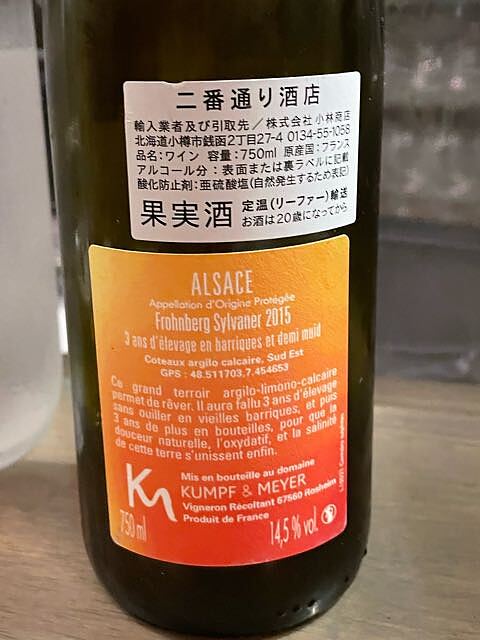 二番通り酒店
輸入業者及び引取先／株式会社 小林商店
北海道小樽市銭函2丁目27-4 0134-55-1058
品名:ワイン 容量:750ml 原産国:フランス
アルコール分:表面または裏ラベルに記載
酸化防止剤:亜硫酸塩(自然発生するため表記)
果実酒 定温(リーファー)輸送
お酒は20歳になってから
ALSACE
Appellation d'Origine Protégée
Frohnberg Sylvaner 2015
3 ans d'élevage en barriques et demi muid
Coteaux argilo calcaire, Sud Est
GPS : 48.511703,7.454653
Ce grand terroir argilo-limono-calcaire
permet de rêver. Il aura fallu 3 ans d'élevage
sans ouiller en vieilles barriques, et puis
3 ans de plus en bouteilles, pour que la
douceur naturelle, l'oxydatif, et la salinité
de cette terre s'unissent enfin.
KM
Mis en bouteille au domaine
KUMPF & MEYER
Vigneron Récoltant 67560 Rosheim
Produit de France
750 ml
14,5 % vol.